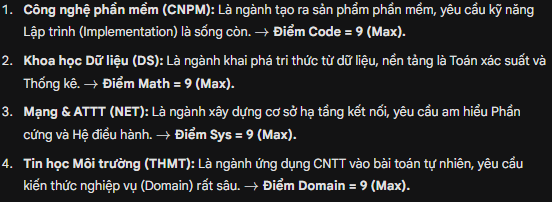 1. Công nghệ phần mềm (CNPM): Là ngành tạo ra sản phẩm phần mềm, yêu cầu kỹ năng
Lập trình (Implementation) là sống còn. → Điểm Code = 9 (Max).
2. Khoa học Dữ liệu (DS): Là ngành khai phá tri thức từ dữ liệu, nền tảng là Toán xác suất và
Thống kê. → Điểm Math = 9 (Max).
3. Mạng & ATTT (NET): Là ngành xây dựng cơ sở hạ tầng kết nối, yêu cầu am hiểu Phần
cứng và Hệ điều hành. → Điểm Sys = 9 (Max).
4. Tin học Môi trường (THMT): Là ngành ứng dụng CNTT vào bài toán tự nhiên, yêu cầu
kiến thức nghiệp vụ (Domain) rất sâu. → Điểm Domain = 9 (Max).